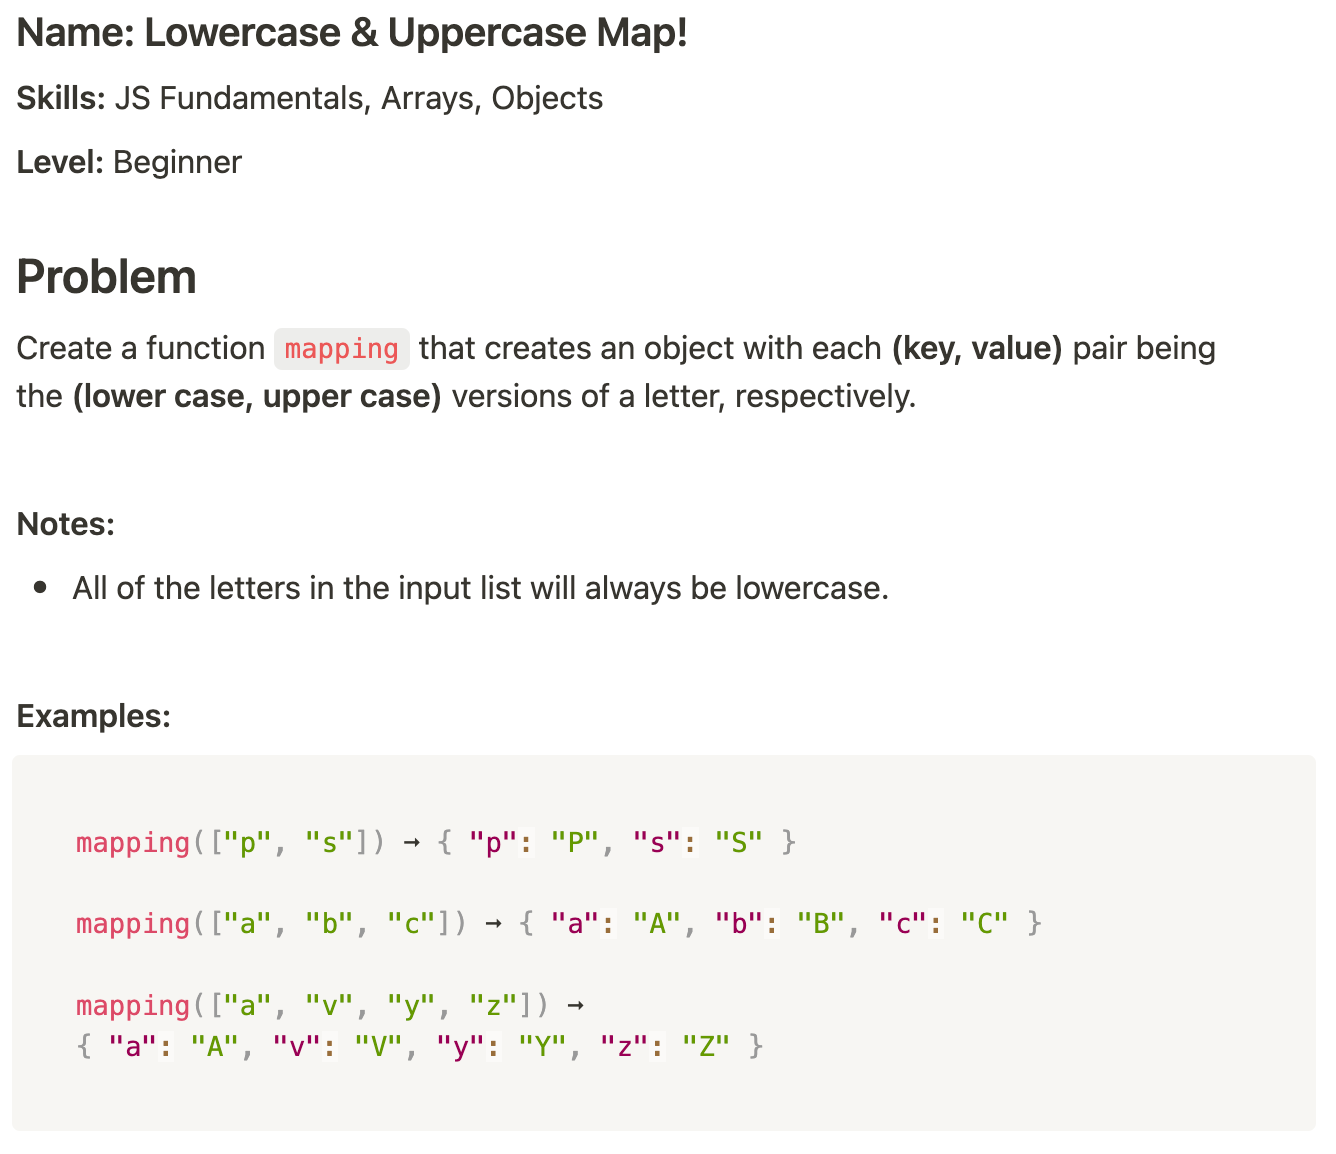 Name: Lowercase & Uppercase Map!
Skills: JS Fundamentals, Arrays, Objects
Level: Beginner
Problem
Create a function mapping that creates an object with each (key, value) pair being
the (lower case, upper case) versions of a letter, respectively.
Notes:
• All of the letters in the input list will always be lowercase.
Examples:
mapping(["p", "s"]) → { "p": "P", "s": "S" }
mapping(["a", "b", "c"]) → { "a": "A", "b": "B", "c": "C" }
mapping(["a", "v", "y", "z"]) →
{ "a": "A", "v": "V", "y": "Y", "z": "Z" }